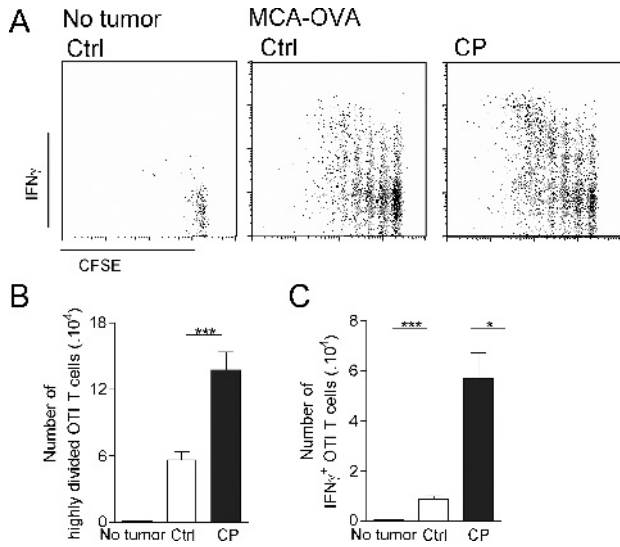 A
No tumor
MCA-OVA
Ctrl
Ctrl
CP
IFNγ
CFSE
B
Number of
highly divided OTI T cells (.10⁴)
18
12
6
0
***
No tumor Ctrl CP
C
Number of
IFNγ⁺ OTI T cells (.10⁴)
8
6
4
2
0
***
*
No tumor Ctrl CP